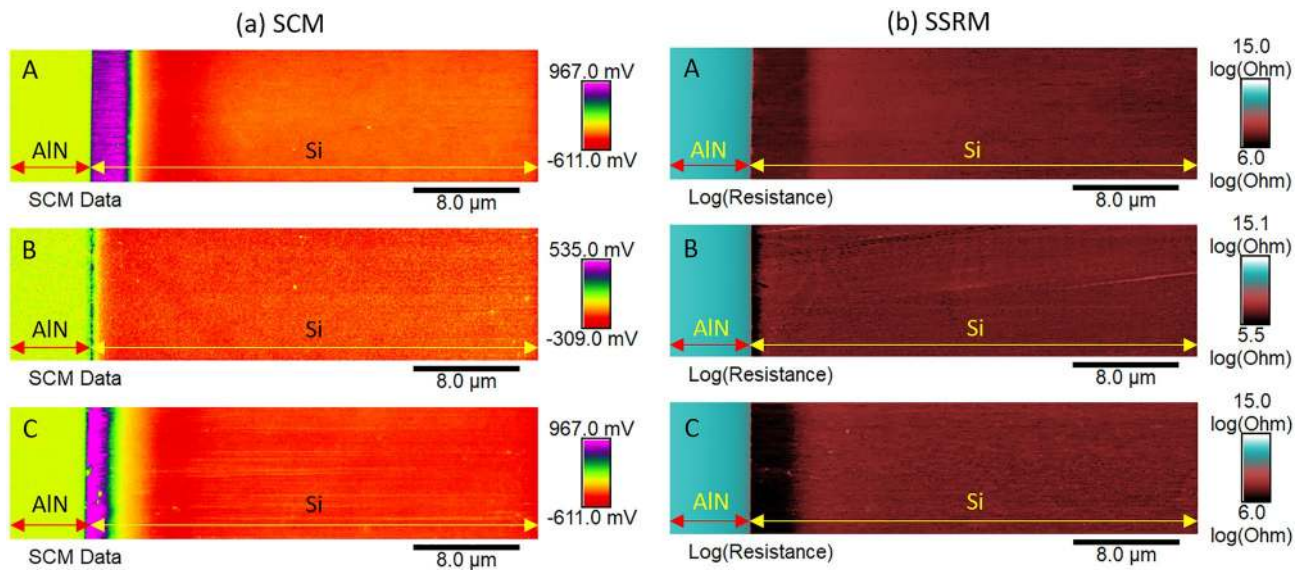 (a) SCM
A
AlN
Si
SCM Data
8.0 μm
967.0 mV
-611.0 mV
B
AlN
Si
SCM Data
8.0 μm
535.0 mV
-309.0 mV
C
AlN
Si
SCM Data
8.0 μm
967.0 mV
-611.0 mV
(b) SSRM
A
AlN
Si
Log(Resistance)
8.0 μm
15.0
log(Ohm)
6.0
log(Ohm)
B
AlN
Si
Log(Resistance)
8.0 μm
15.1
log(Ohm)
5.5
log(Ohm)
C
AlN
Si
Log(Resistance)
8.0 μm
15.0
log(Ohm)
6.0
log(Ohm)